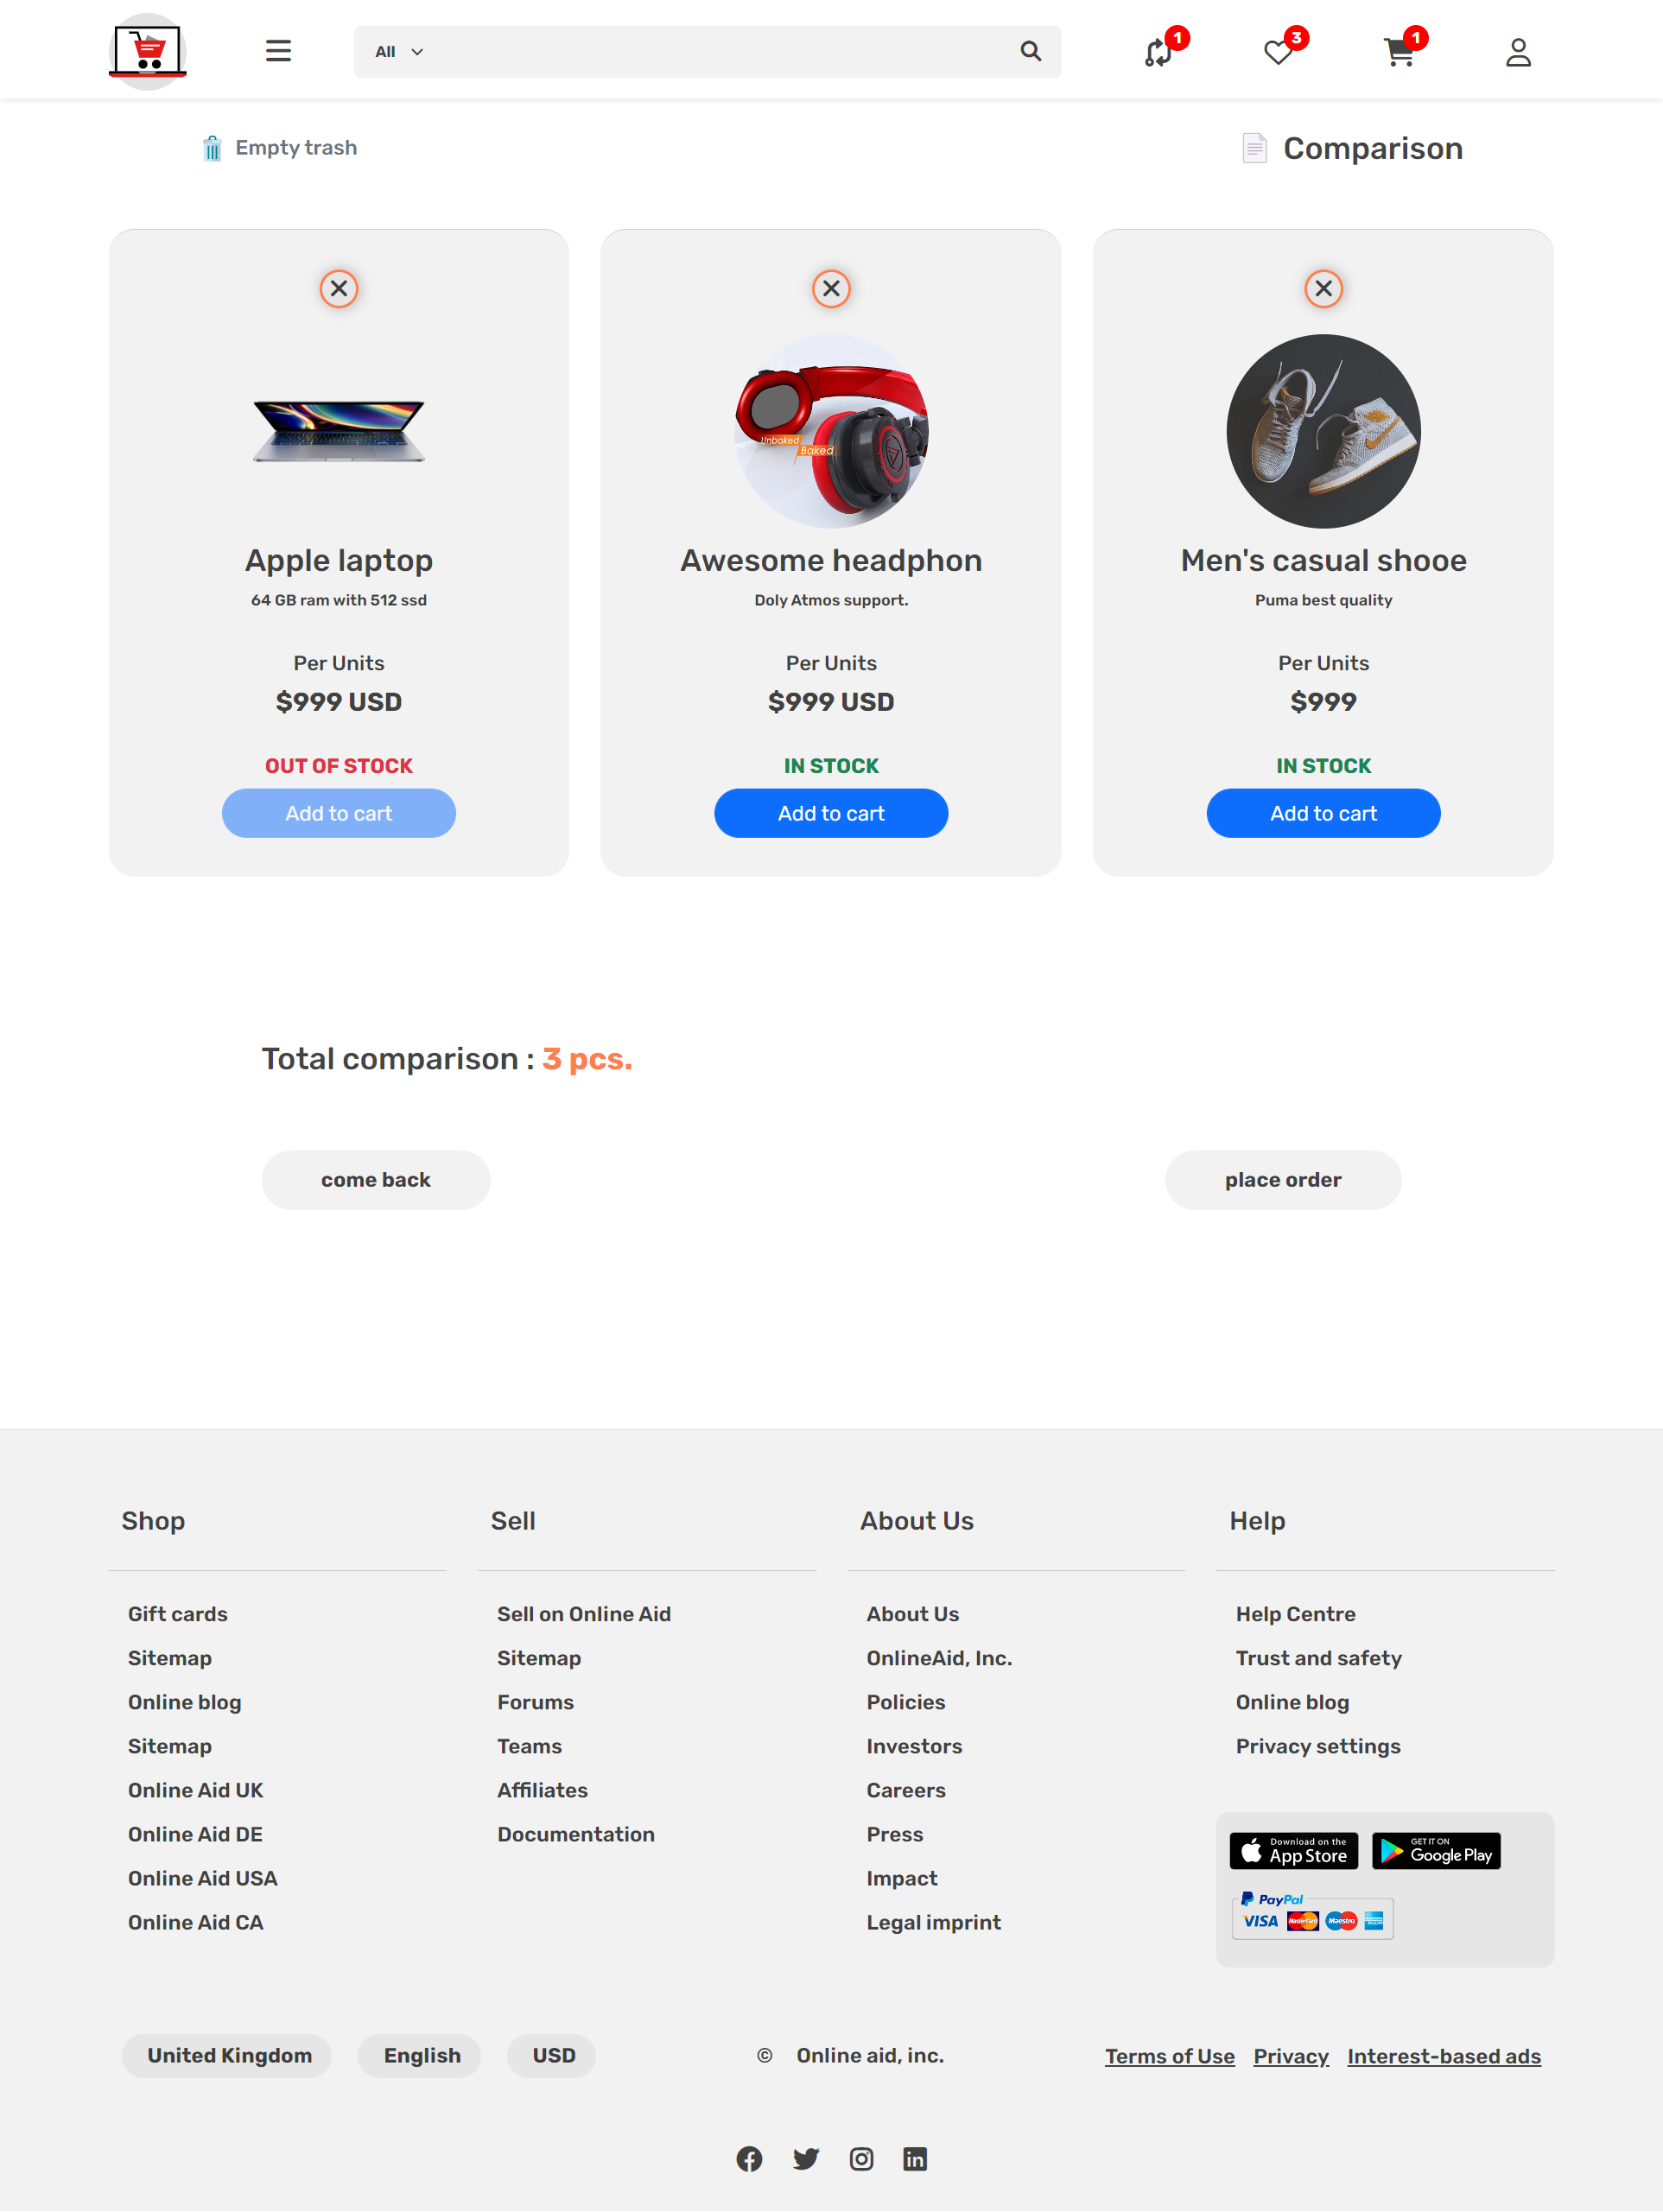 All
1
3
1
Empty trash
Comparison
Unbaked
Baked
Apple laptop
Awesome headphon
Men's casual shooe
64 GB ram with 512 ssd
Doly Atmos support.
Puma best quality
Per Units
Per Units
Per Units
$999 USD
$999 USD
$999
OUT OF STOCK
IN STOCK
IN STOCK
Add to cart
Add to cart
Add to cart
Total comparison : 3 pcs.
come back
place order
Shop
Gift cards
Sitemap
Online blog
Sitemap
Online Aid UK
Online Aid DE
Online Aid USA
Online Aid CA
Sell
Sell on Online Aid
Sitemap
Forums
Teams
Affiliates
Documentation
About Us
About Us
OnlineAid, Inc.
Policies
Investors
Careers
Press
Impact
Legal imprint
Help
Help Centre
Trust and safety
Online blog
Privacy settings
Download on the
App Store
GET IT ON
Google Play
PayPal
VISA MasterCard Maestro
United Kingdom
English
USD
© Online aid, inc.
Terms of Use Privacy Interest-based ads